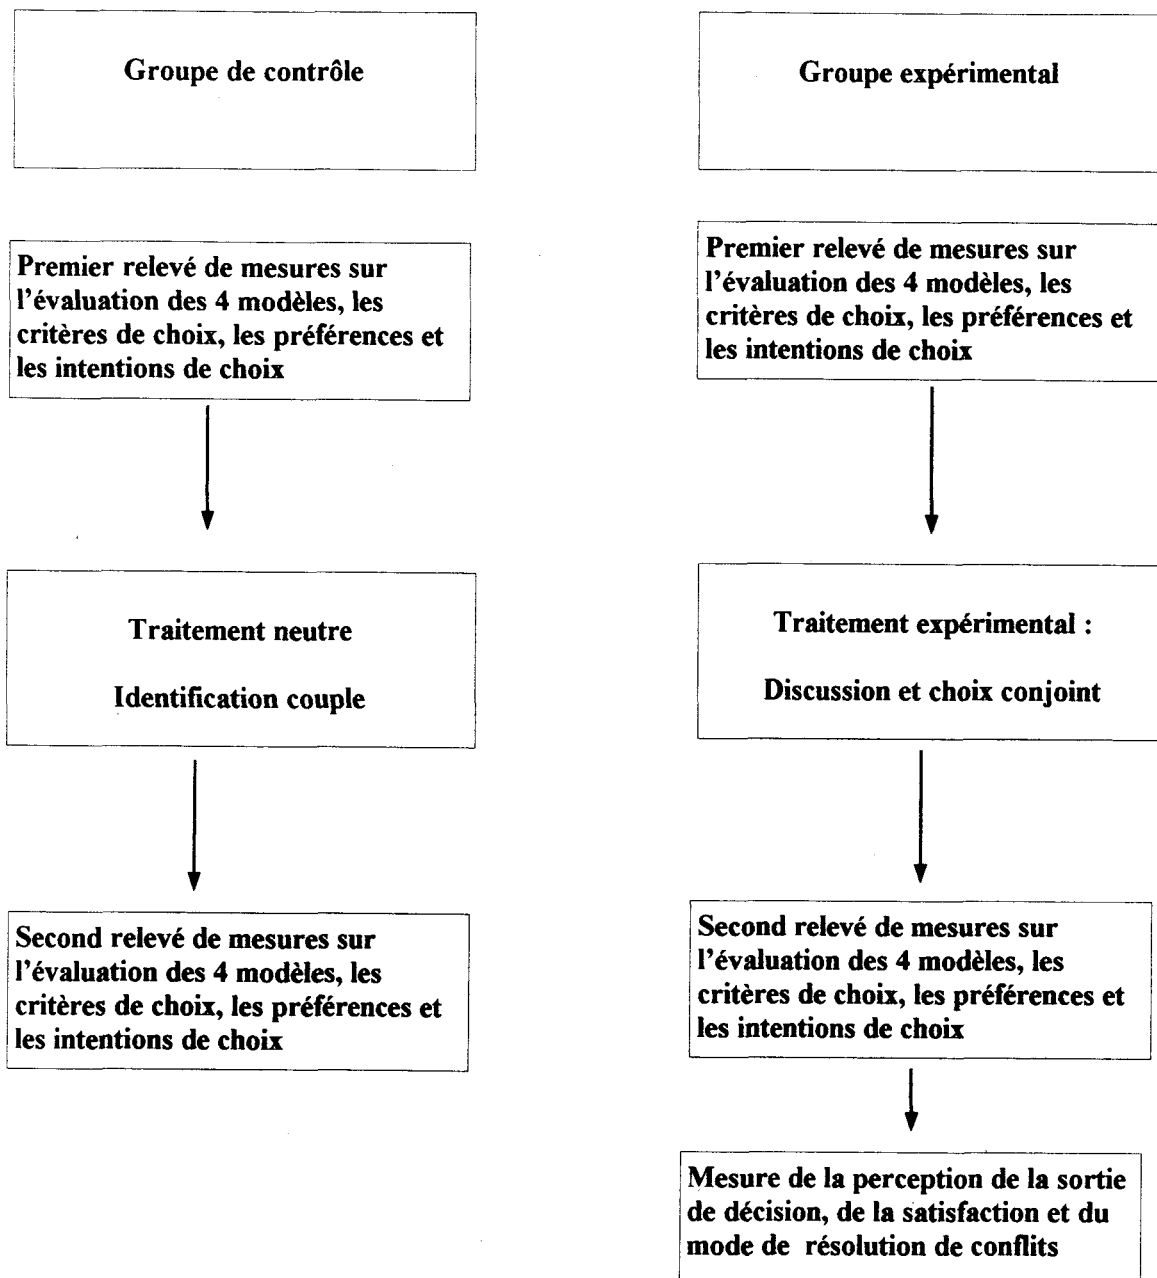 Groupe de contrôle
Groupe expérimental
Premier relevé de mesures sur
l'évaluation des 4 modèles, les
critères de choix, les préférences et
les intentions de choix
Premier relevé de mesures sur
l'évaluation des 4 modèles, les
critères de choix, les préférences et
les intentions de choix
Traitement neutre
Identification couple
Traitement expérimental :
Discussion et choix conjoint
Second relevé de mesures sur
l'évaluation des 4 modèles, les
critères de choix, les préférences et
les intentions de choix
Second relevé de mesures sur
l'évaluation des 4 modèles, les
critères de choix, les préférences et
les intentions de choix
Mesure de la perception de la sortie
de décision, de la satisfaction et du
mode de résolution de conflits